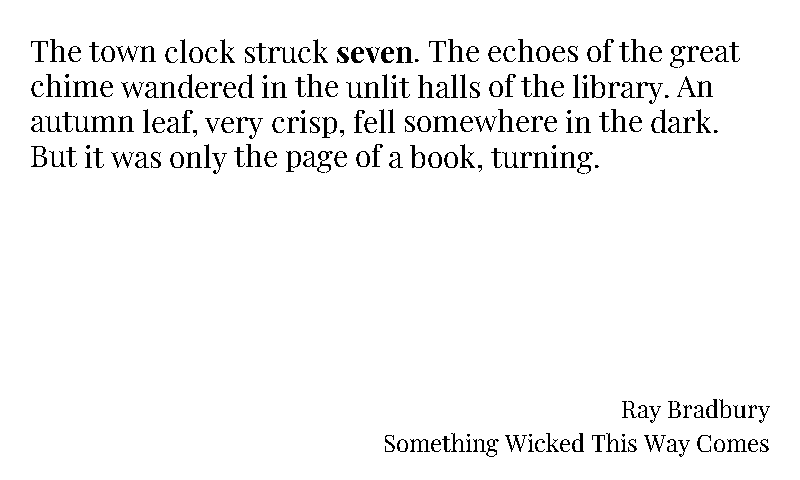 The town clock struck seven. The echoes of the great
chime wandered in the unlit halls of the library. An
autumn leaf, very crisp, fell somewhere in the dark.
But it was only the page of a book, turning.
Ray Bradbury
Something Wicked This Way Comes